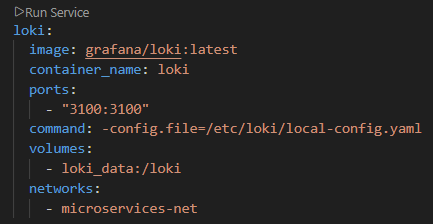 Run Service
loki:
  image: grafana/loki:latest
  container_name: loki
  ports:
    - "3100:3100"
  command: -config.file=/etc/loki/local-config.yaml
  volumes:
    - loki_data:/loki
  networks:
    - microservices-net